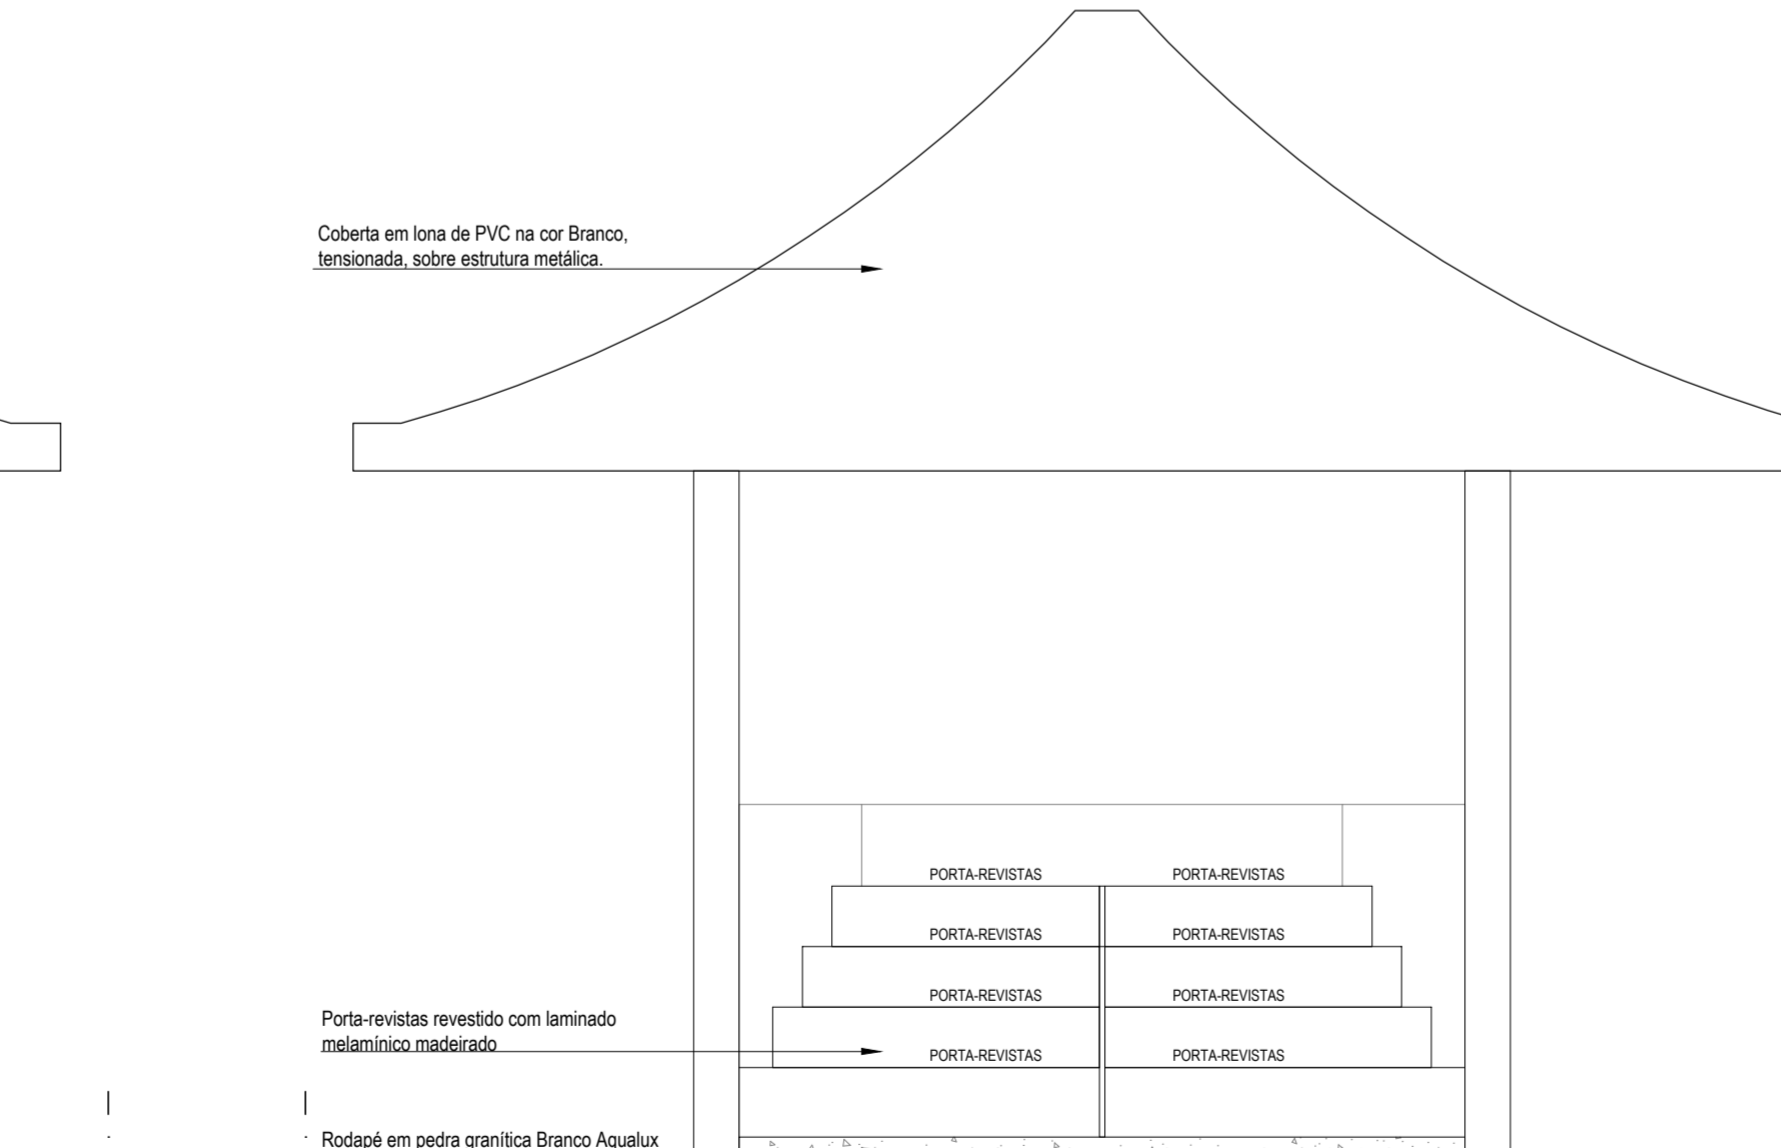 Coberta em lona de PVC na cor Branco,
tensionada, sobre estrutura metálica.
PORTA-REVISTAS PORTA-REVISTAS
PORTA-REVISTAS PORTA-REVISTAS
PORTA-REVISTAS PORTA-REVISTAS
Porta-revistas revestido com laminado
melamínico madeirado
PORTA-REVISTAS PORTA-REVISTAS
Rodapé em pedra granítica Branco Aqualux